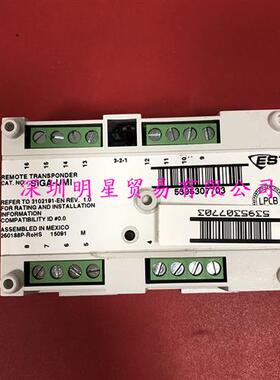 16 15 14 13
3-2-1
12 11 10 9
EST
REMOTE TRANSPONDER
CAT. NO. SIGA-UMI
5395307703
REFER TO 3102191-EN REV. 1.0
FOR RATING AND INSTALLATION
INFORMATION
COMPATIBILITY ID #0.0
LPCB
5395307703
深圳明星贸易有限公司
ASSEMBLED IN MEXICO M
260188P-RoHS 15091
8 7 6 5
4